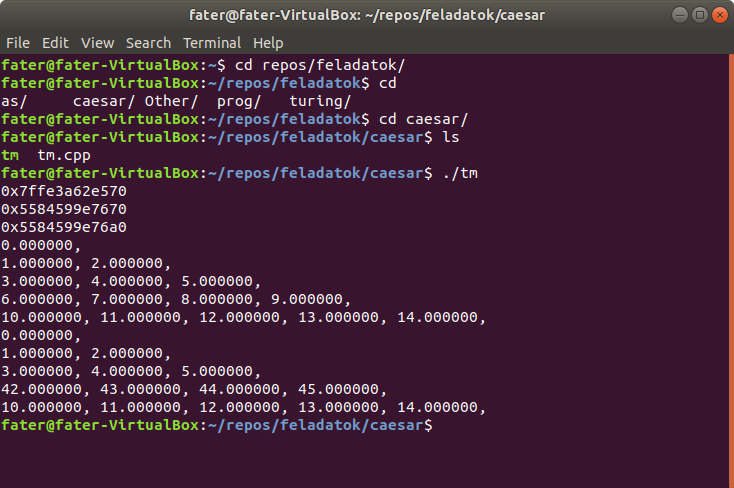 fater@fater-VirtualBox: ~/repos/feladatok/caesar
File Edit View Search Terminal Help
fater@fater-VirtualBox:~$ cd repos/feladatok/
fater@fater-VirtualBox:~/repos/feladatok$ cd
as/     caesar/ Other/  prog/   turing/
fater@fater-VirtualBox:~/repos/feladatok$ cd caesar/
fater@fater-VirtualBox:~/repos/feladatok/caesar$ ls
tm  tm.cpp
fater@fater-VirtualBox:~/repos/feladatok/caesar$ ./tm
0x7ffe3a62e570
0x5584599e7670
0x5584599e76a0
0.000000,
1.000000, 2.000000,
3.000000, 4.000000, 5.000000,
6.000000, 7.000000, 8.000000, 9.000000,
10.000000, 11.000000, 12.000000, 13.000000, 14.000000,
0.000000,
1.000000, 2.000000,
3.000000, 4.000000, 5.000000,
42.000000, 43.000000, 44.000000, 45.000000,
10.000000, 11.000000, 12.000000, 13.000000, 14.000000,
fater@fater-VirtualBox:~/repos/feladatok/caesar$